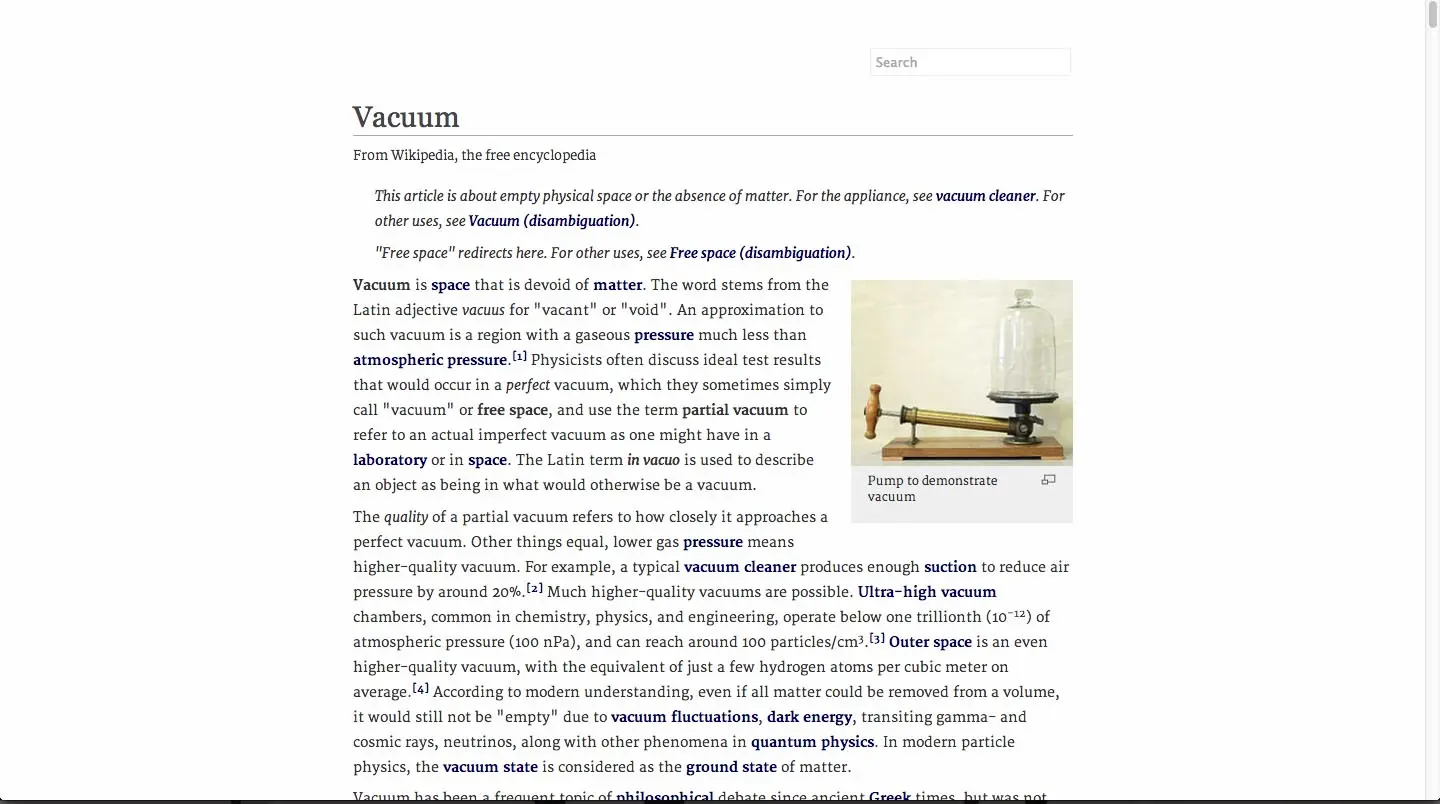 Search
Vacuum
From Wikipedia, the free encyclopedia
This article is about empty physical space or the absence of matter. For the appliance, see vacuum cleaner. For
other uses, see Vacuum (disambiguation).
"Free space" redirects here. For other uses, see Free space (disambiguation).
Vacuum is space that is devoid of matter. The word stems from the
Latin adjective vacuus for "vacant" or "void". An approximation to
such vacuum is a region with a gaseous pressure much less than
atmospheric pressure.[1] Physicists often discuss ideal test results
that would occur in a perfect vacuum, which they sometimes simply
call "vacuum" or free space, and use the term partial vacuum to
refer to an actual imperfect vacuum as one might have in a
laboratory or in space. The Latin term in vacuo is used to describe
an object as being in what would otherwise be a vacuum.
Pump to demonstrate
vacuum
The quality of a partial vacuum refers to how closely it approaches a
perfect vacuum. Other things equal, lower gas pressure means
higher-quality vacuum. For example, a typical vacuum cleaner produces enough suction to reduce air
pressure by around 20%.[2] Much higher-quality vacuums are possible. Ultra-high vacuum
chambers, common in chemistry, physics, and engineering, operate below one trillionth (10⁻¹²) of
atmospheric pressure (100 nPa), and can reach around 100 particles/cm³.[3] Outer space is an even
higher-quality vacuum, with the equivalent of just a few hydrogen atoms per cubic meter on
average.[4] According to modern understanding, even if all matter could be removed from a volume,
it would still not be "empty" due to vacuum fluctuations, dark energy, transiting gamma- and
cosmic rays, neutrinos, along with other phenomena in quantum physics. In modern particle
physics, the vacuum state is considered as the ground state of matter.
Vacuum has been a frequent topic of philosophical debate since ancient Greek times, but was not